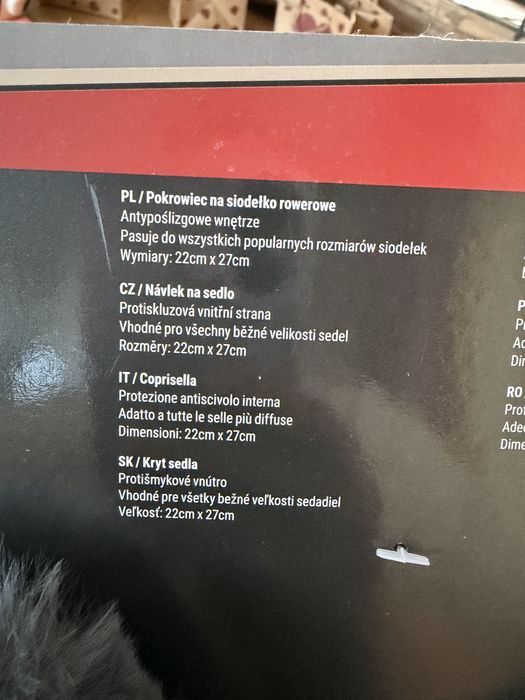 PL / Pokrowiec na siodełko rowerowe
Antypoślizgowe wnętrze
Pasuje do wszystkich popularnych rozmiarów siodełek
Wymiary: 22cm x 27cm
CZ / Návlek na sedlo
Protiskluzová vnitřní strana
Vhodné pro všechny běžné velikosti sedel
Rozměry: 22cm x 27cm
IT / Coprisella
Protezione antiscivolo interna
Adatto a tutte le selle più diffuse
Dimensioni: 22cm x 27cm
SK / Kryt sedla
Protišmykové vnútro
Vhodné pre všetky bežné veľkosti sedadiel
Veľkosť: 22cm x 27cm
RO